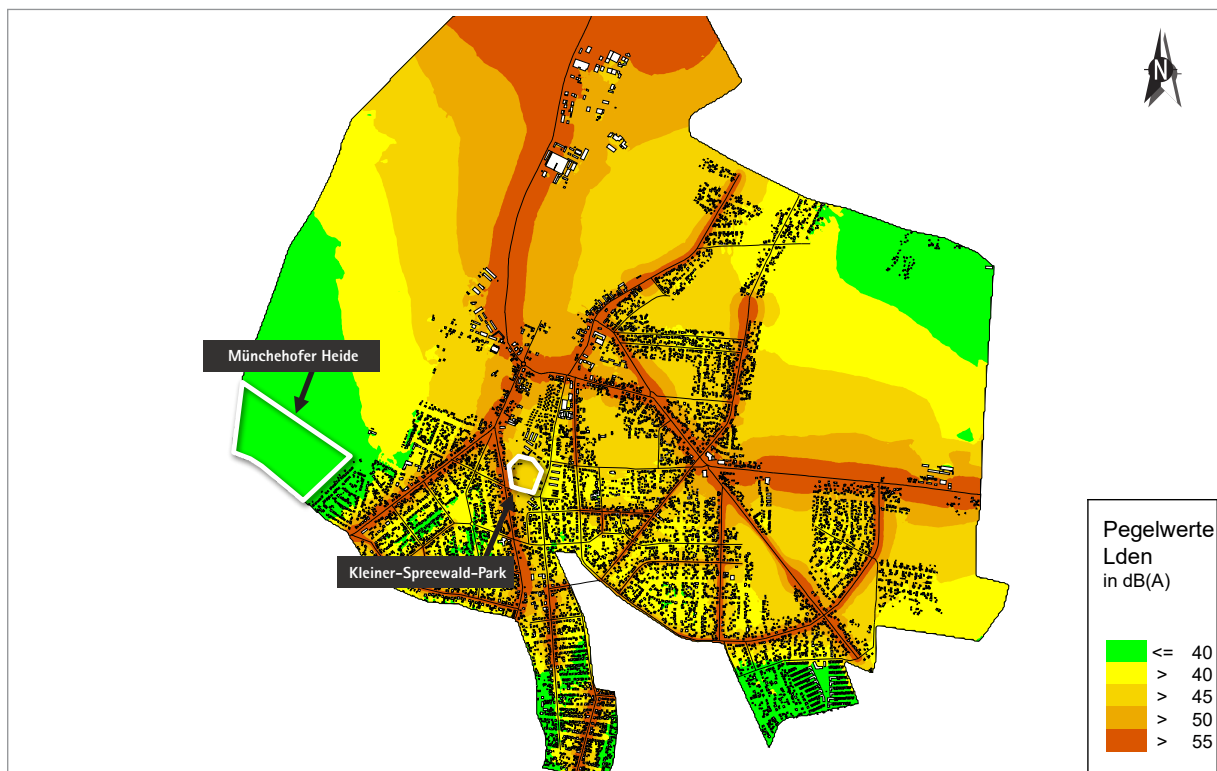 N
Münchehofer Heide
Kleiner-Spreewald-Park
Pegelwerte
Lden
in dB(A)
<= 40
> 40
> 45
> 50
> 55